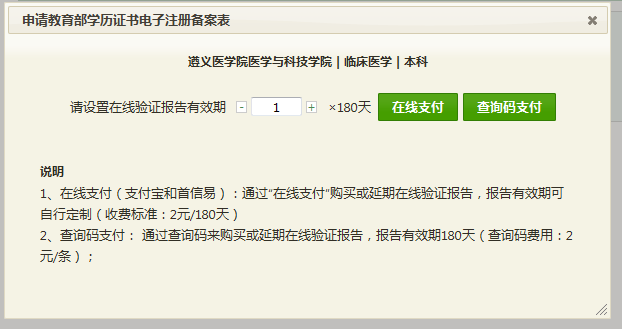 申请教育部学历证书电子注册备案表
遵义医学院医学与科技学院 | 临床医学 | 本科
请设置在线验证报告有效期 - 1 + ×180天 在线支付 查询码支付
说明
1、在线支付（支付宝和首信易）：通过“在线支付”购买或延期在线验证报告，报告有效期可
自行定制（收费标准：2元/180天）
2、查询码支付： 通过查询码来购买或延期在线验证报告，报告有效期180天（查询码费用：2
元/条）；